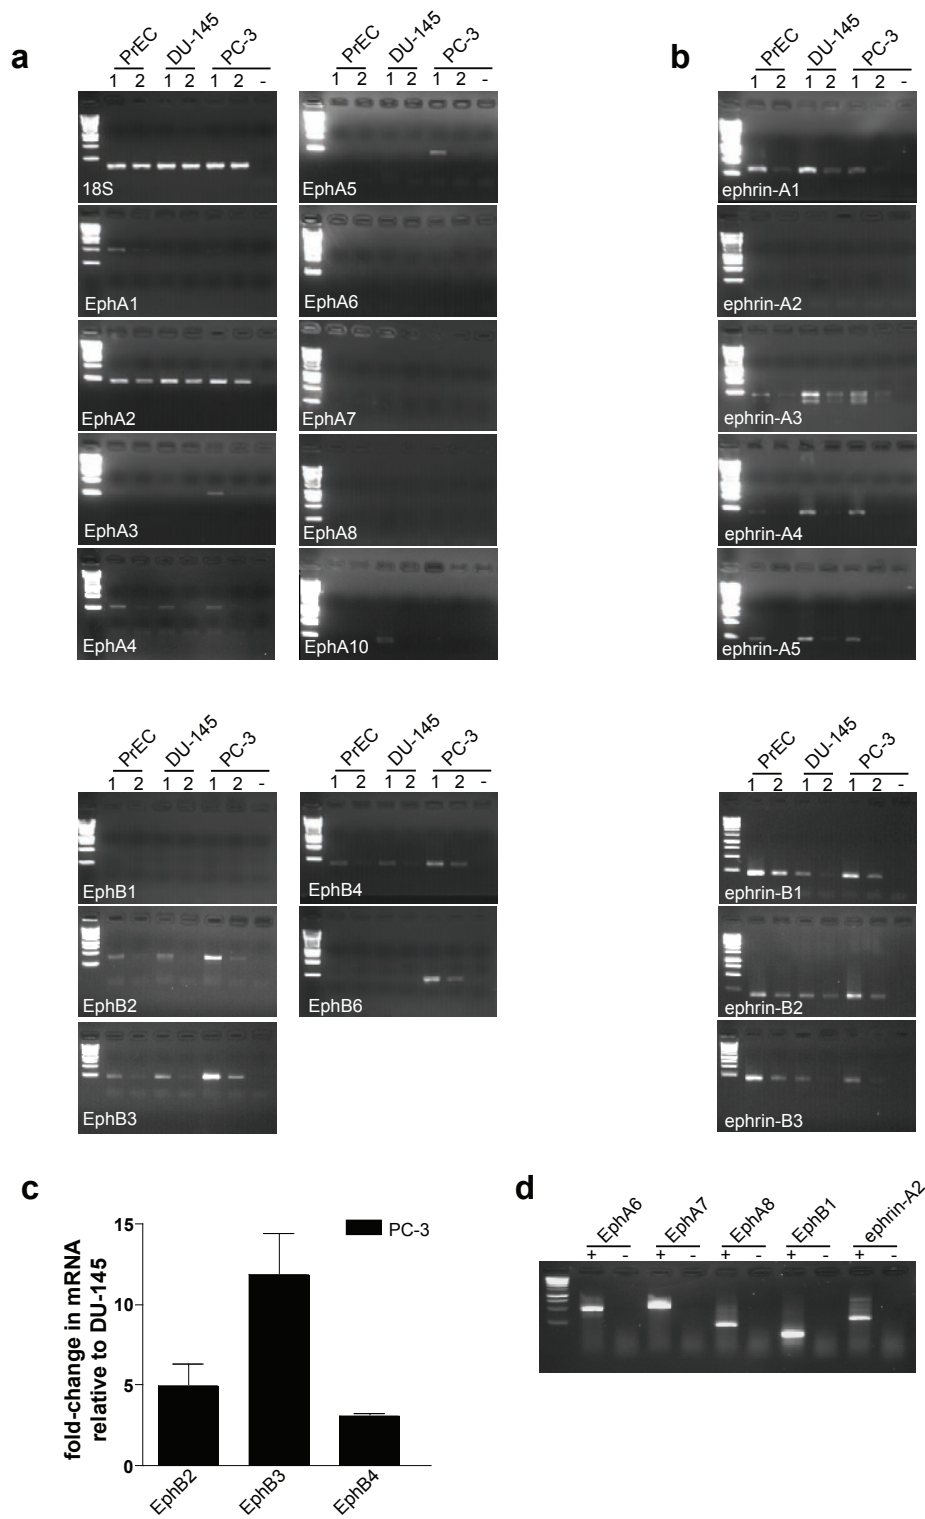 a
PrEC DU-145 PC-3
1 2 1 2 1 2 -
18S
EphA1
EphA2
EphA3
EphA4
PrEC DU-145 PC-3
1 2 1 2 1 2 -
EphA5
EphA6
EphA7
EphA8
EphA10
b
PrEC DU-145 PC-3
1 2 1 2 1 2 -
ephrin-A1
ephrin-A2
ephrin-A3
ephrin-A4
ephrin-A5
PrEC DU-145 PC-3
1 2 1 2 1 2 -
EphB1
EphB2
EphB3
PrEC DU-145 PC-3
1 2 1 2 1 2 -
EphB4
EphB6
PrEC DU-145 PC-3
1 2 1 2 1 2 -
ephrin-B1
ephrin-B2
ephrin-B3
c
fold-change in mRNA
relative to DU-145
15
10
5
0
PC-3
EphB2 EphB3 EphB4
d
EphA6 EphA7 EphA8 EphB1 ephrin-A2
+ - + - + - + - + -